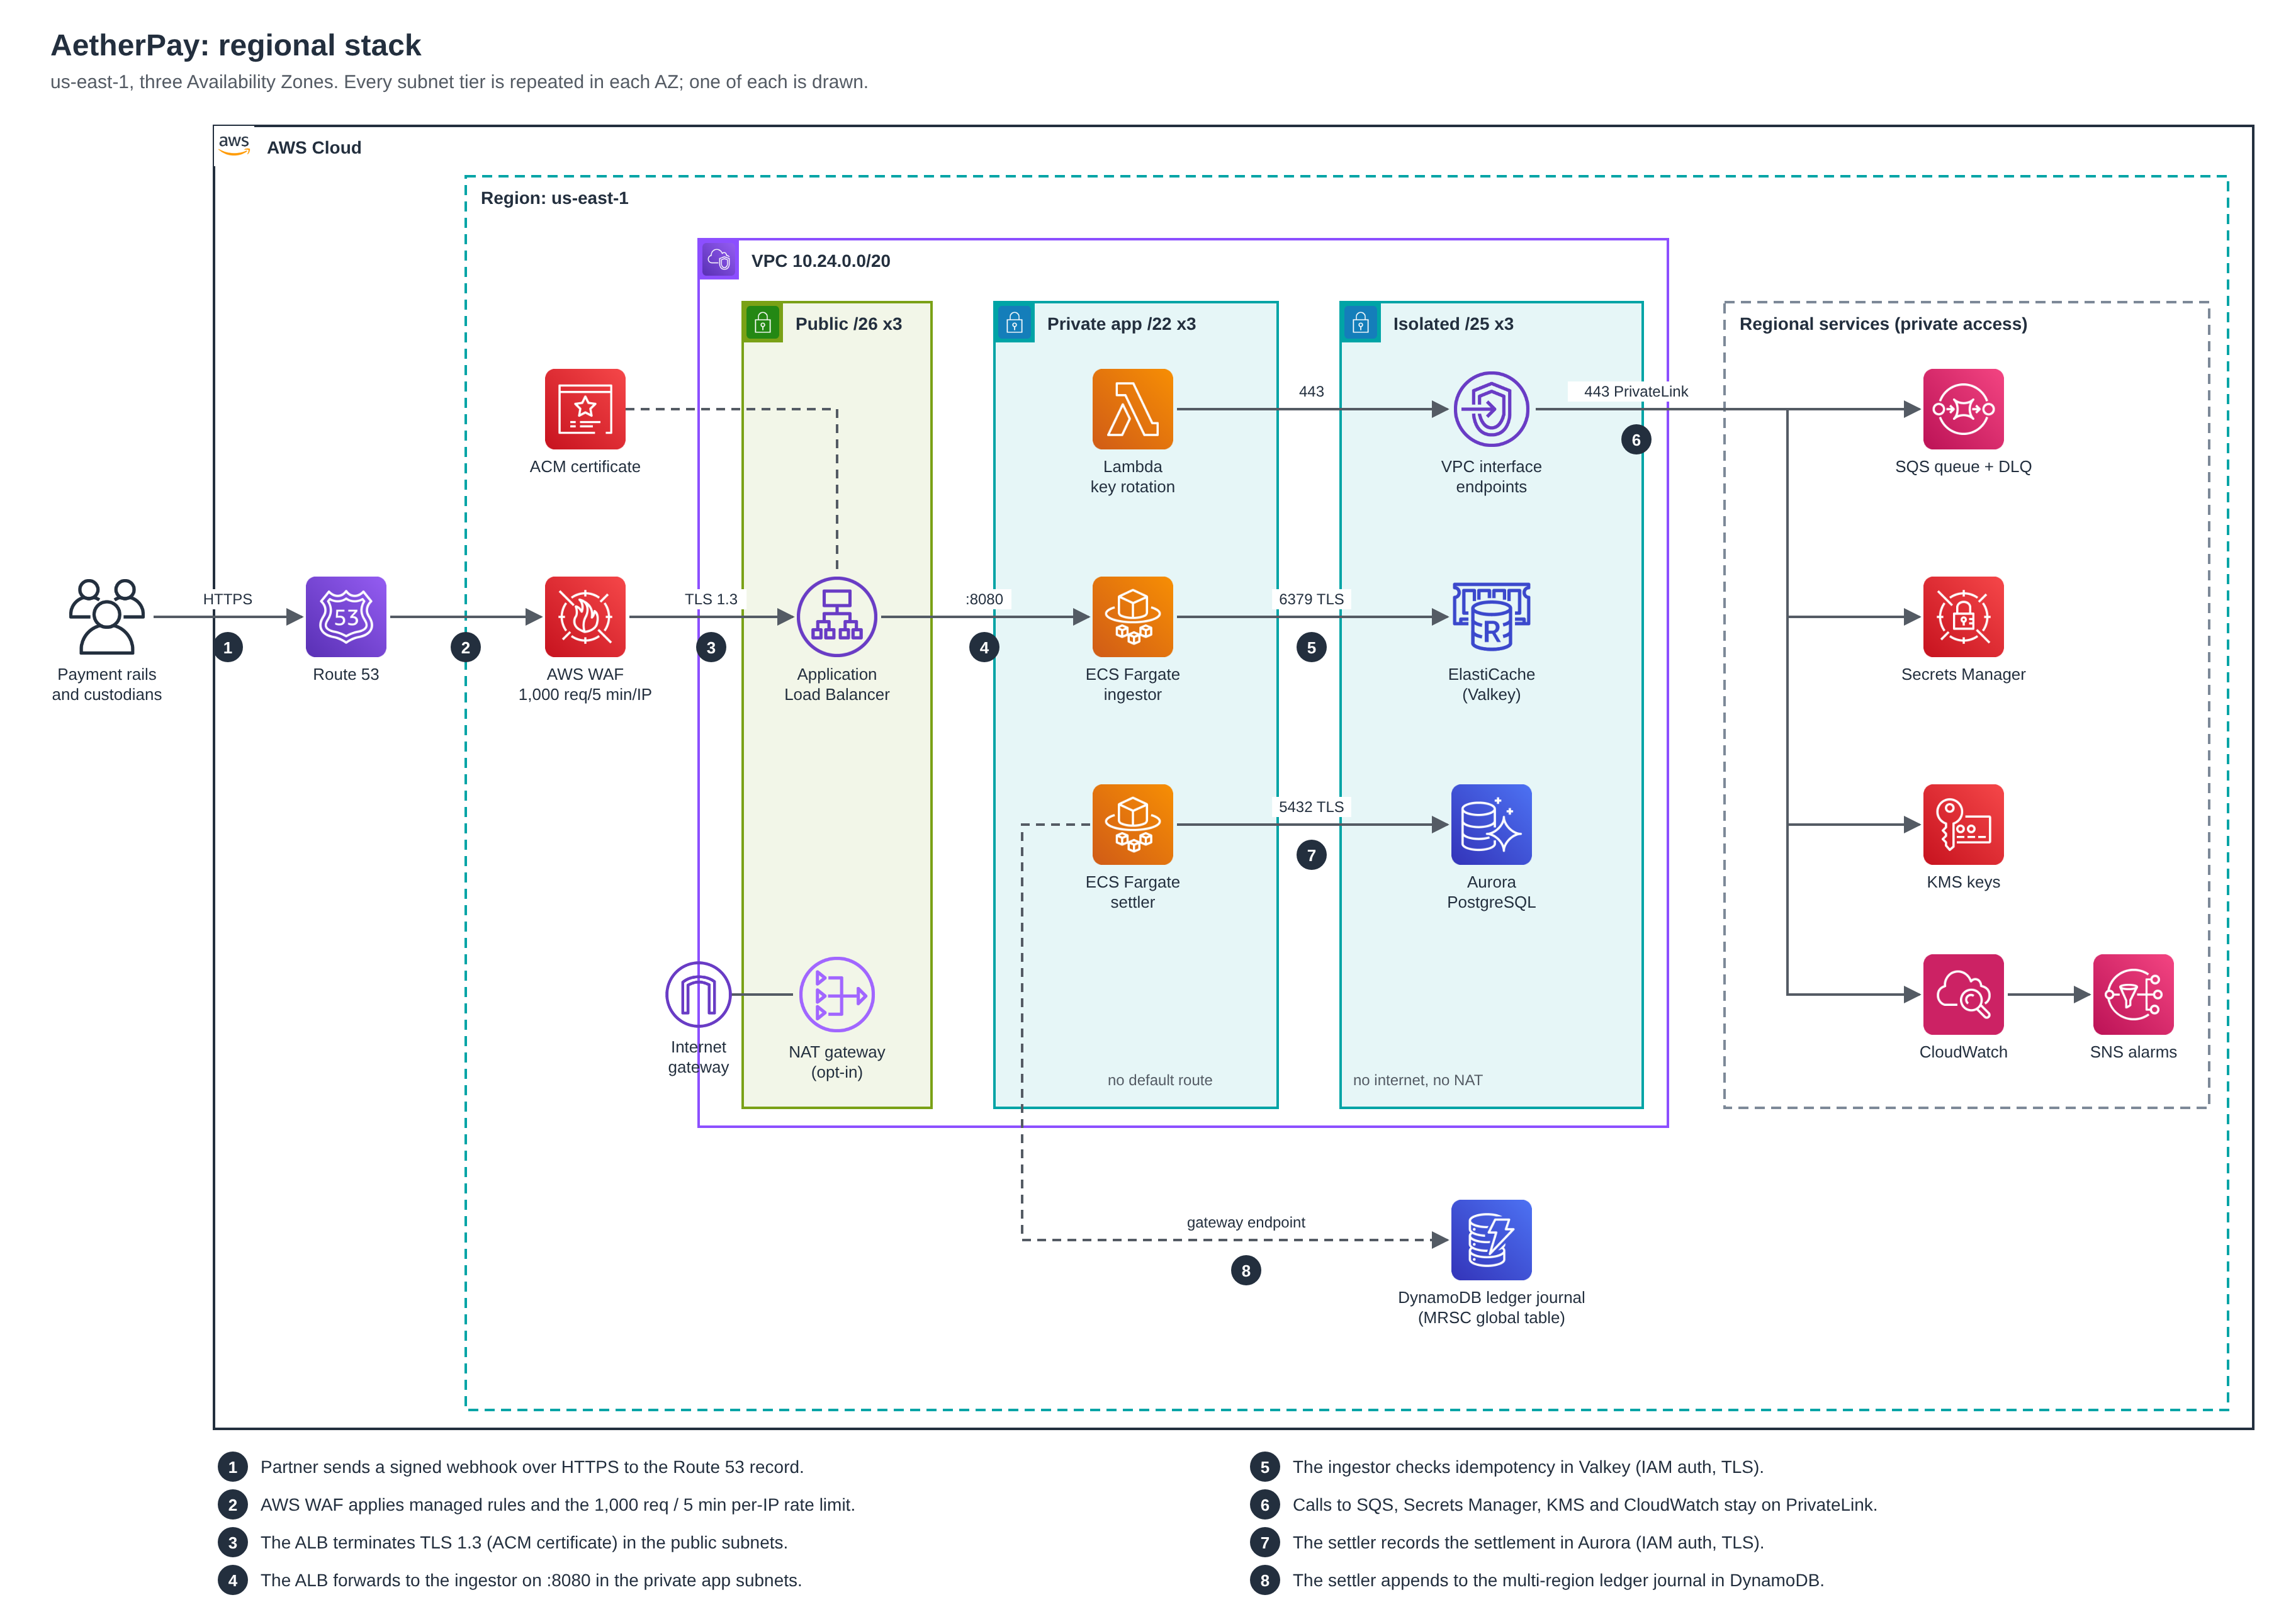 AetherPay: regional stack
us-east-1, three Availability Zones. Every subnet tier is repeated in each AZ; one of each is drawn.
aws
AWS Cloud
Region: us-east-1
VPC 10.24.0.0/20
Public /26 x3
Private app /22 x3
Isolated /25 x3
Regional services (private access)
443
443 PrivateLink
6
ACM certificate
Lambda
key rotation
VPC interface
endpoints
SQS queue + DLQ
HTTPS
TLS 1.3
:8080
6379 TLS
53
R
1
2
3
4
5
Payment rails
and custodians
Route 53
AWS WAF
1,000 req/5 min/IP
Application
Load Balancer
ECS Fargate
ingestor
ElastiCache
(Valkey)
Secrets Manager
5432 TLS
7
ECS Fargate
settler
Aurora
PostgreSQL
KMS keys
Internet
gateway
NAT gateway
(opt-in)
CloudWatch
SNS alarms
no default route
no internet, no NAT
gateway endpoint
8
DynamoDB ledger journal
(MRSC global table)
1 Partner sends a signed webhook over HTTPS to the Route 53 record.
2 AWS WAF applies managed rules and the 1,000 req / 5 min per-IP rate limit.
3 The ALB terminates TLS 1.3 (ACM certificate) in the public subnets.
4 The ALB forwards to the ingestor on :8080 in the private app subnets.
5 The ingestor checks idempotency in Valkey (IAM auth, TLS).
6 Calls to SQS, Secrets Manager, KMS and CloudWatch stay on PrivateLink.
7 The settler records the settlement in Aurora (IAM auth, TLS).
8 The settler appends to the multi-region ledger journal in DynamoDB.